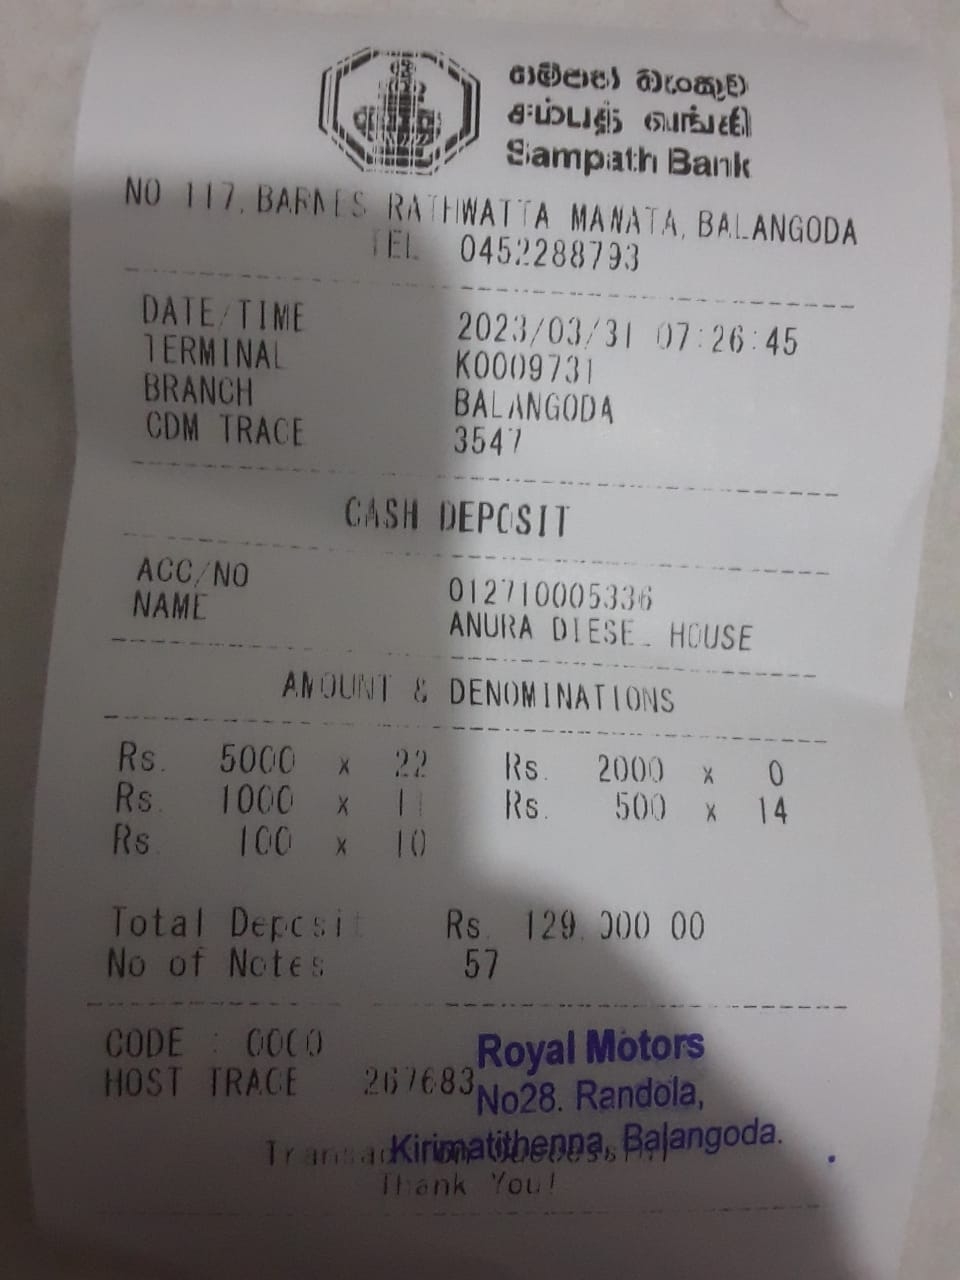 සම්පත් බැංකුව
சம்பத் வங்கி
Sampath Bank
NO 117, BARNES RATHWATTA MAWATA, BALANGODA
TEL 0452288793
DATE/TIME 2023/03/31 07:26:45
TERMINAL K0009731
BRANCH BALANGODA
CDM TRACE 3547
CASH DEPOSIT
ACC/NO 012710005336
NAME ANURA DIESEL HOUSE
AMOUNT & DENOMINATIONS
Rs. 5000 x 22 Rs. 2000 x 0
Rs. 1000 x 11 Rs. 500 x 14
Rs. 100 x 10
Total Deposit Rs. 129,000.00
No of Notes 57
CODE : 0000
HOST TRACE 267683
Royal Motors
No28. Randola,
Kirimatithenna, Balangoda.
Thank You!